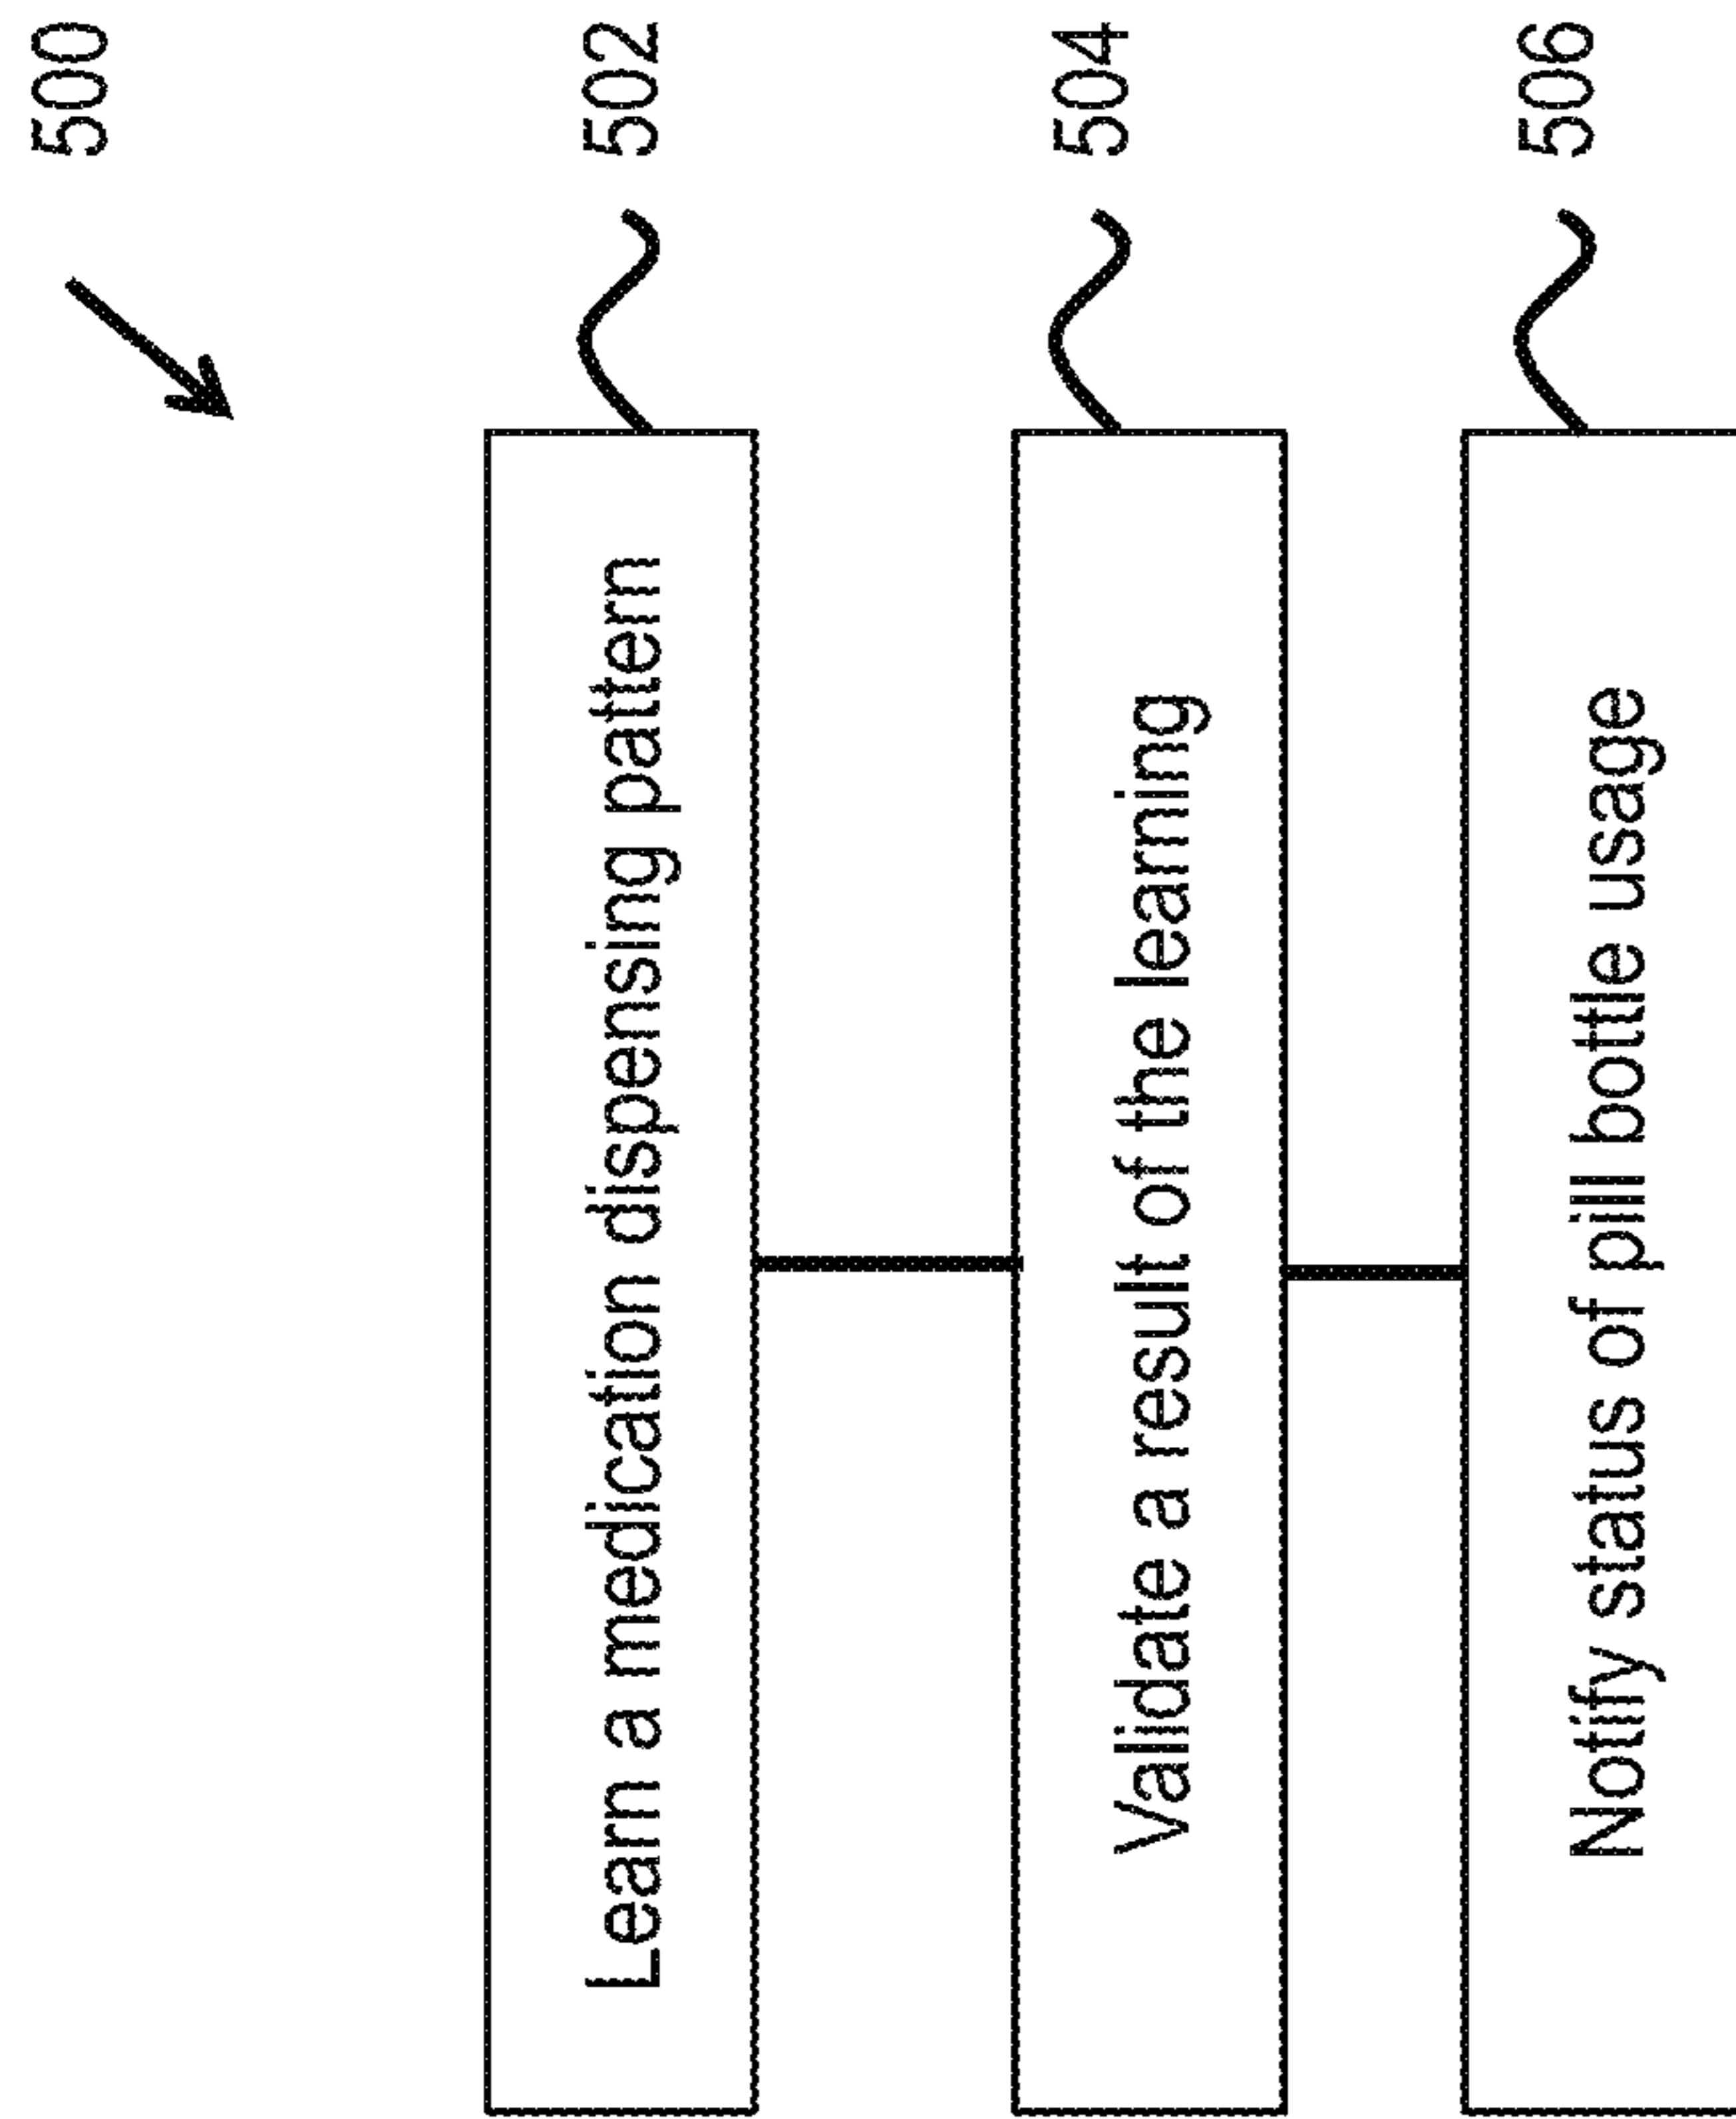 500
Learn a medication dispensing pattern
502
Validate a result of the learning
504
Notify status of pill bottle usage
506